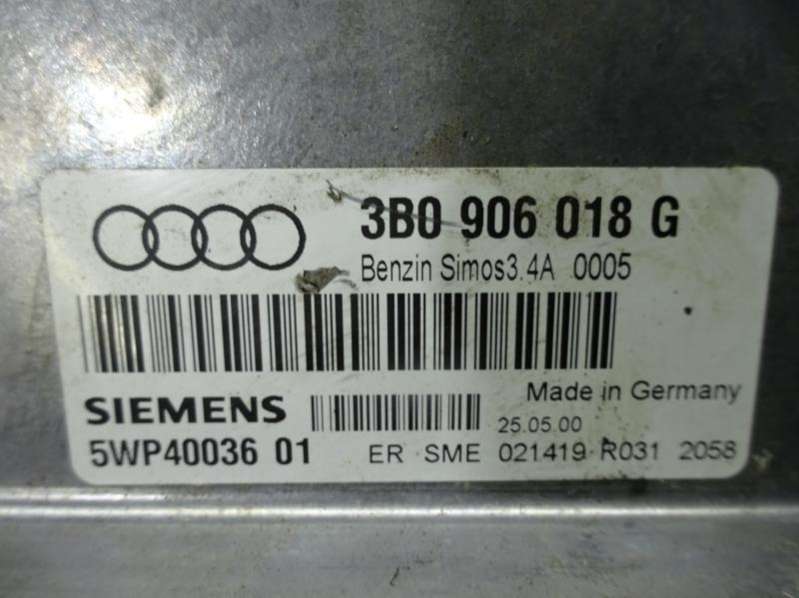 3B0 906 018 G
Benzin Simos3.4A 0005
Made in Germany
SIEMENS 25.05.00
5WP40036 01 ER SME 021419 R031 2058